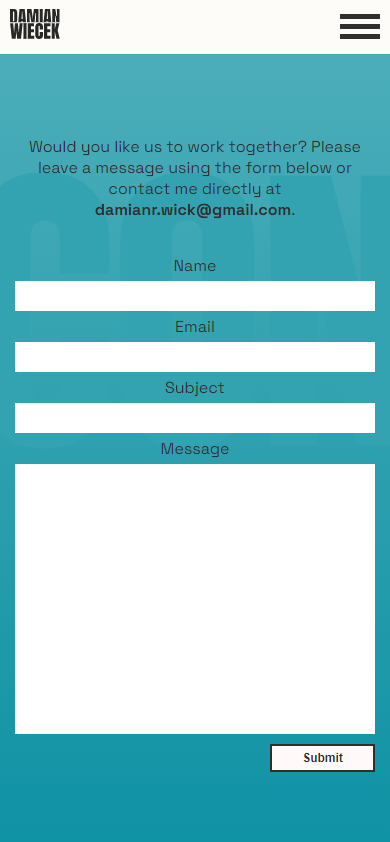 DAMIAN
WIECEK
Would you like us to work together? Please
leave a message using the form below or
contact me directly at
damianr.wick@gmail.com.
Name
Email
Subject
Message
Submit